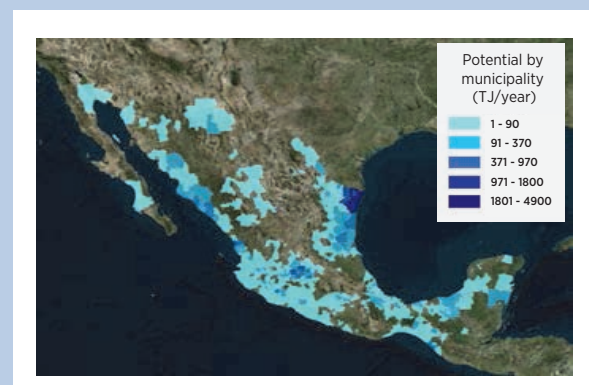 Potential by
municipality
(TJ/year)
1 - 90
91 - 370
371 - 970
971 - 1800
1801 - 4900